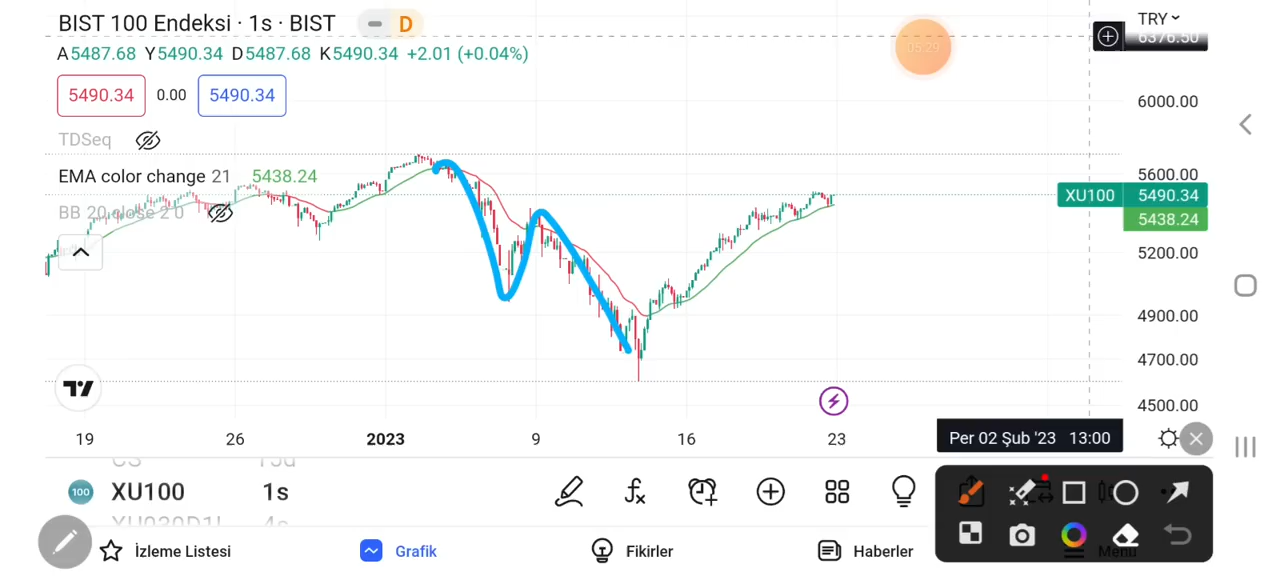 BIST 100 Endeksi · 1s · BIST
D
TRY
05:29
6376.50
A5487.68 Y5490.34 D5487.68 K5490.34 +2.01 (+0.04%)
5490.34 0.00 5490.34
6000.00
TDSeq
EMA color change 21 5438.24
5600.00
XU100 5490.34
BB 20 close 2 0
5438.24
5200.00
4900.00
4700.00
4500.00
19 26 2023 9 16 23
Per 02 Şub '23 13:00
100 XU100 1s
İzleme Listesi
Grafik
Fikirler
Haberler
Menü